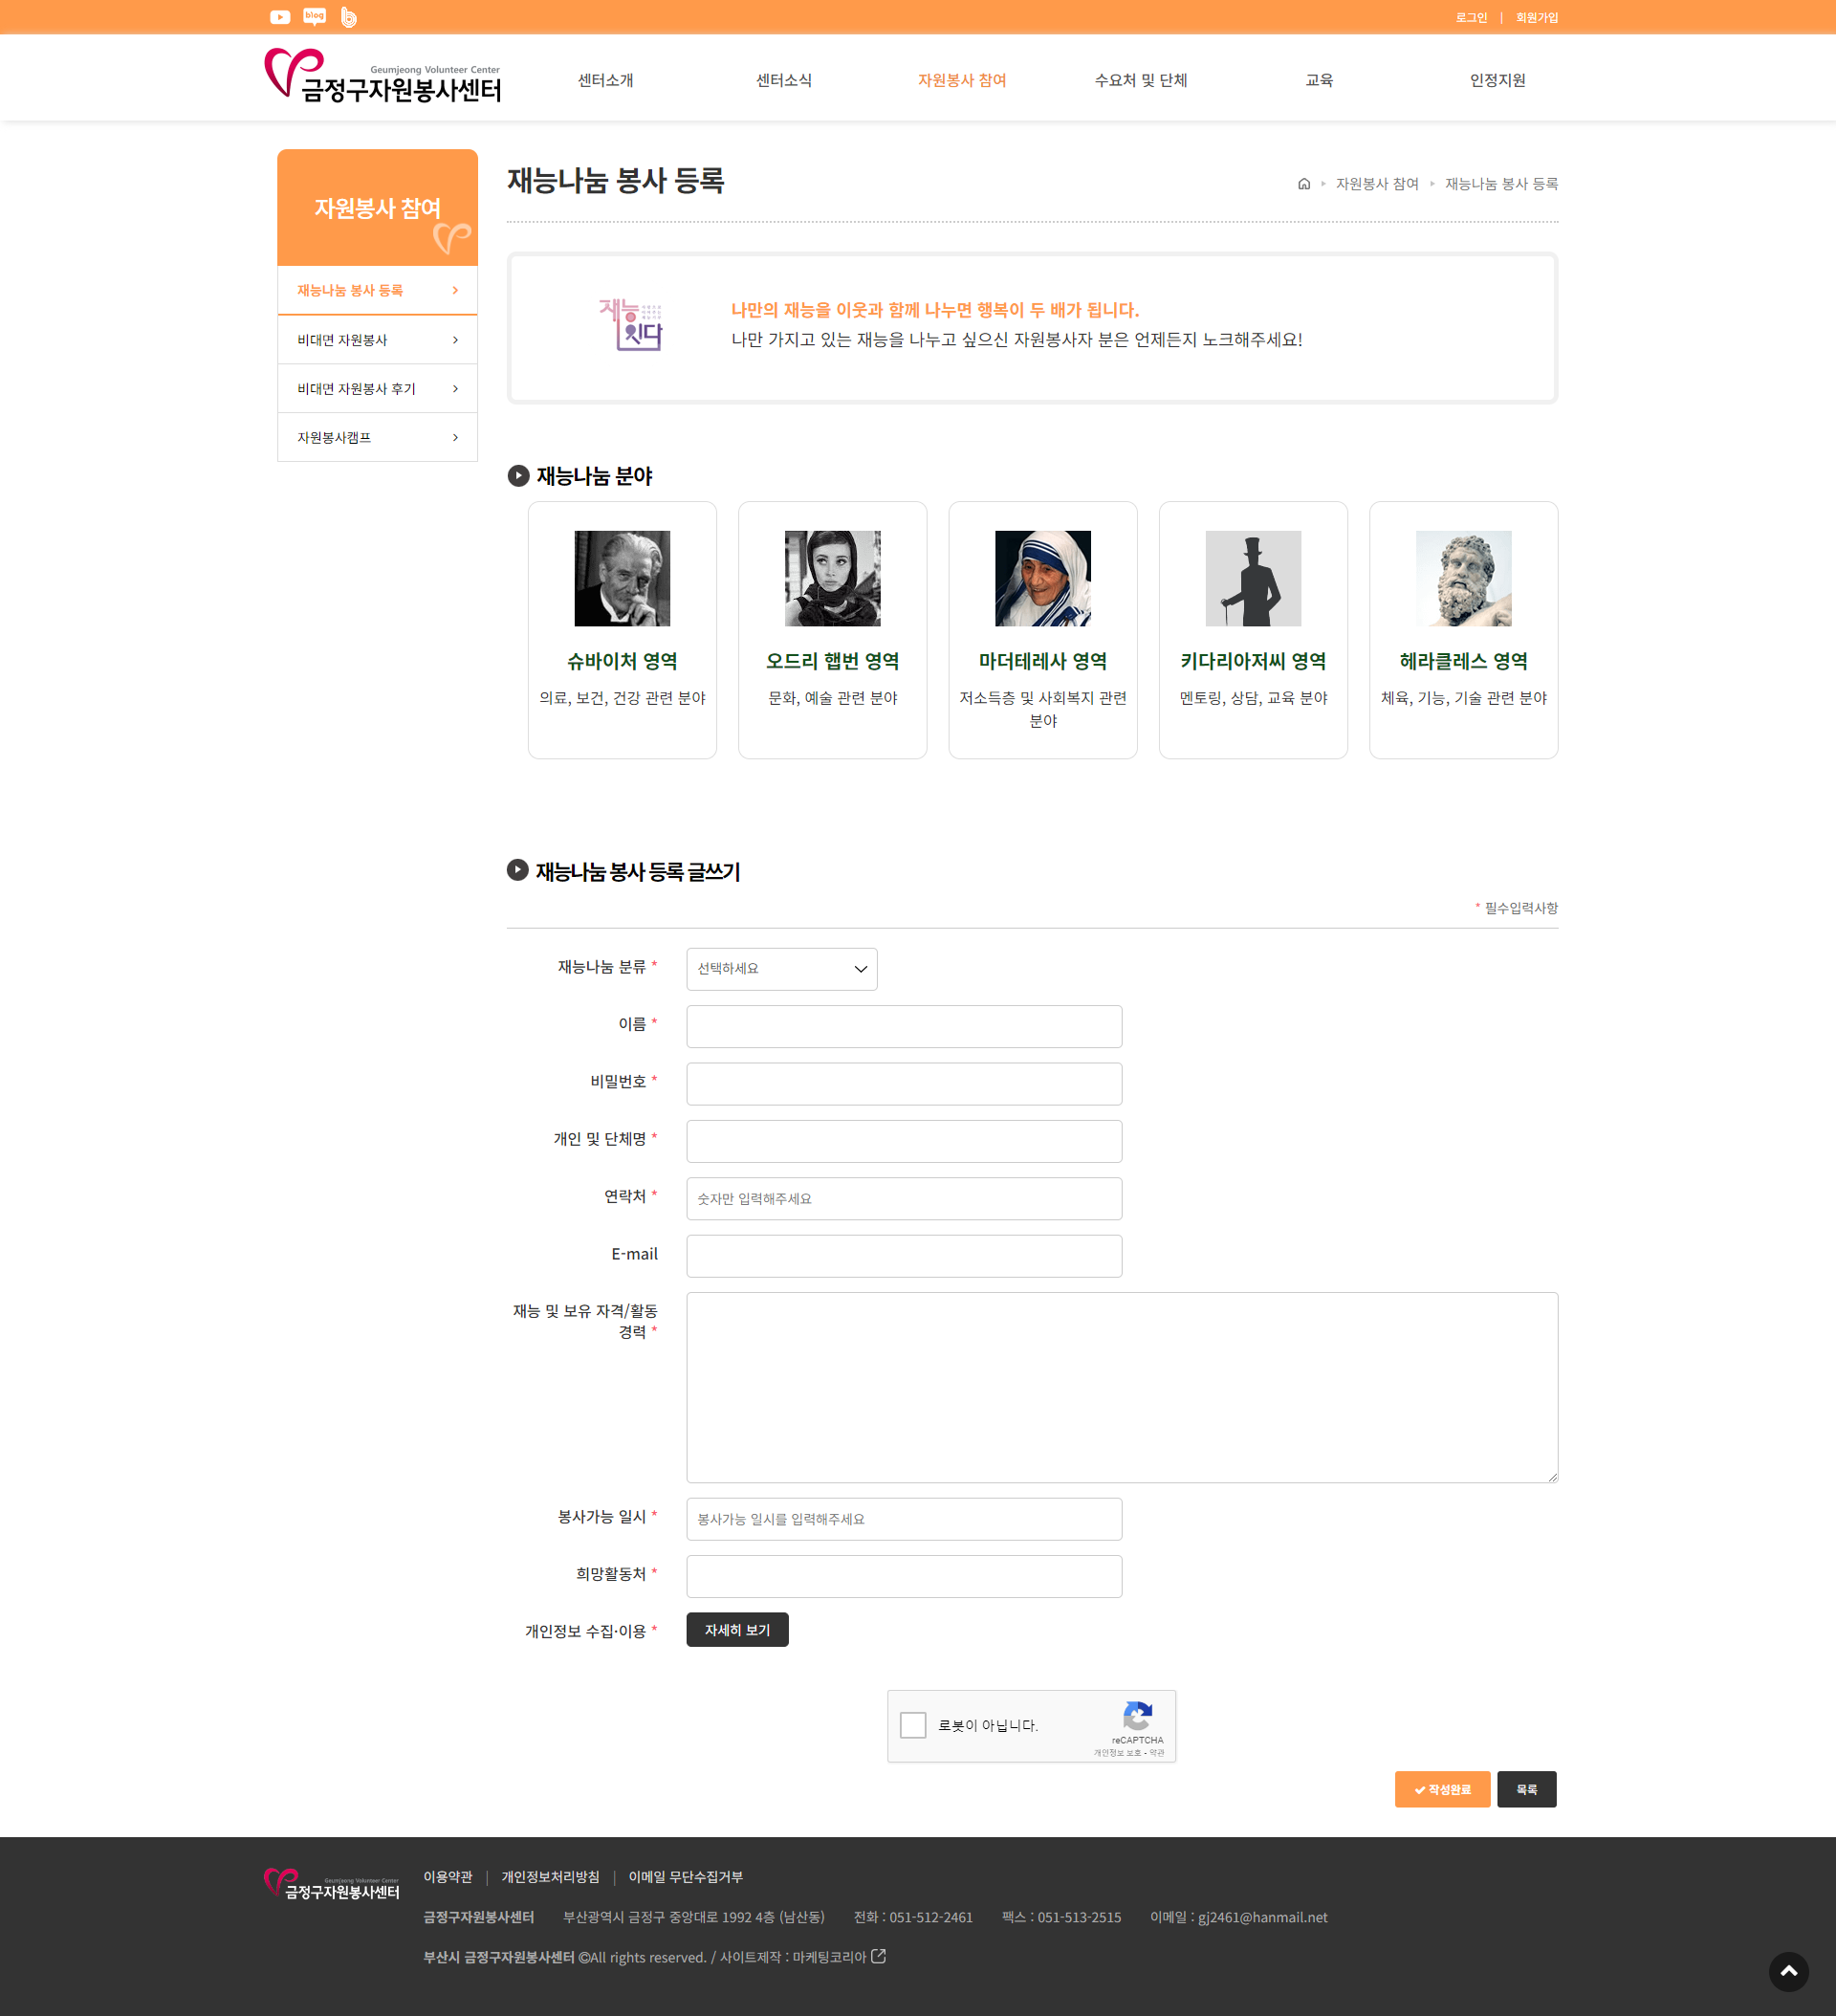 blog
로그인 | 회원가입
Geumjeong Volunteer Center
금정구자원봉사센터
센터소개
센터소식
자원봉사 참여
수요처 및 단체
교육
인정지원
자원봉사 참여
재능나눔 봉사 등록
비대면 자원봉사
비대면 자원봉사 후기
자원봉사캠프
재능나눔 봉사 등록
자원봉사 참여
재능나눔 봉사 등록
재능
잇다
나만의 재능을 이웃과 함께 나누면 행복이 두 배가 됩니다.
나만 가지고 있는 재능을 나누고 싶으신 자원봉사자 분은 언제든지 노크해주세요!
재능나눔 분야
슈바이처 영역
의료, 보건, 건강 관련 분야
오드리 햅번 영역
문화, 예술 관련 분야
마더테레사 영역
저소득층 및 사회복지 관련
분야
키다리아저씨 영역
멘토링, 상담, 교육 분야
헤라클레스 영역
체육, 기능, 기술 관련 분야
재능나눔 봉사 등록 글쓰기
* 필수입력사항
재능나눔 분류 *
선택하세요
이름 *
비밀번호 *
개인 및 단체명 *
연락처 *
숫자만 입력해주세요
E-mail
재능 및 보유 자격/활동
경력 *
봉사가능 일시 *
봉사가능 일시를 입력해주세요
희망활동처 *
개인정보 수집·이용 *
자세히 보기
로봇이 아닙니다.
reCAPTCHA
개인정보 보호 - 약관
작성완료
목록
Geumjeong Volunteer Center
금정구자원봉사센터
이용약관 | 개인정보처리방침 | 이메일 무단수집거부
금정구자원봉사센터 부산광역시 금정구 중앙대로 1992 4층 (남산동) 전화 : 051-512-2461 팩스 : 051-513-2515 이메일 : gj2461@hanmail.net
부산시 금정구자원봉사센터 ©All rights reserved. / 사이트제작 : 마케팅코리아